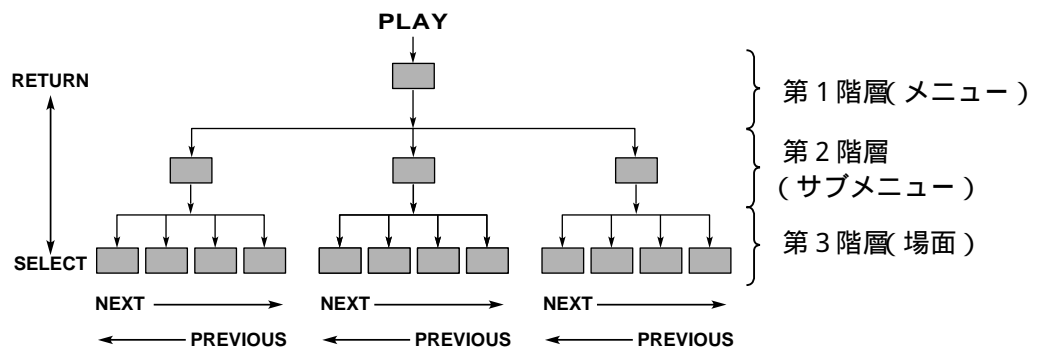 PLAY
RETURN
第1階層(メニュー)
第2階層
(サブメニュー)
SELECT
第3階層(場面)
NEXT NEXT NEXT
PREVIOUS PREVIOUS PREVIOUS